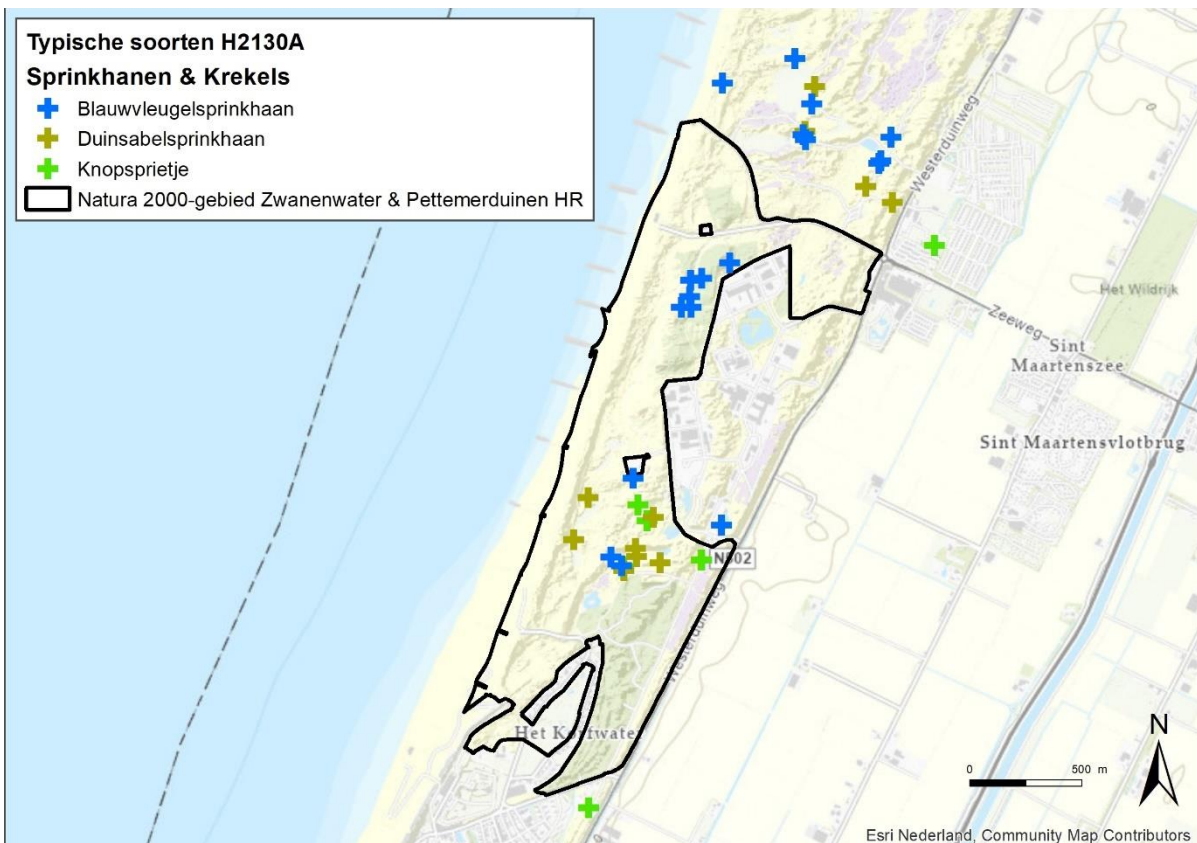 Typische soorten H2130A
Sprinkhanen & Krekels
Blauwvleugelsprinkhaan
Duinsabelsprinkhaan
Knopsprietje
Natura 2000-gebied Zwanenwater & Pettemerduinen HR
Westerduinweg
Het Wildrijk
Zeeweg
Sint
Maartenszee
Sint Maartensvlotbrug
N502
Westerduinweg
Het Korfwater
N
0 500 m
Esri Nederland, Community Map Contributors